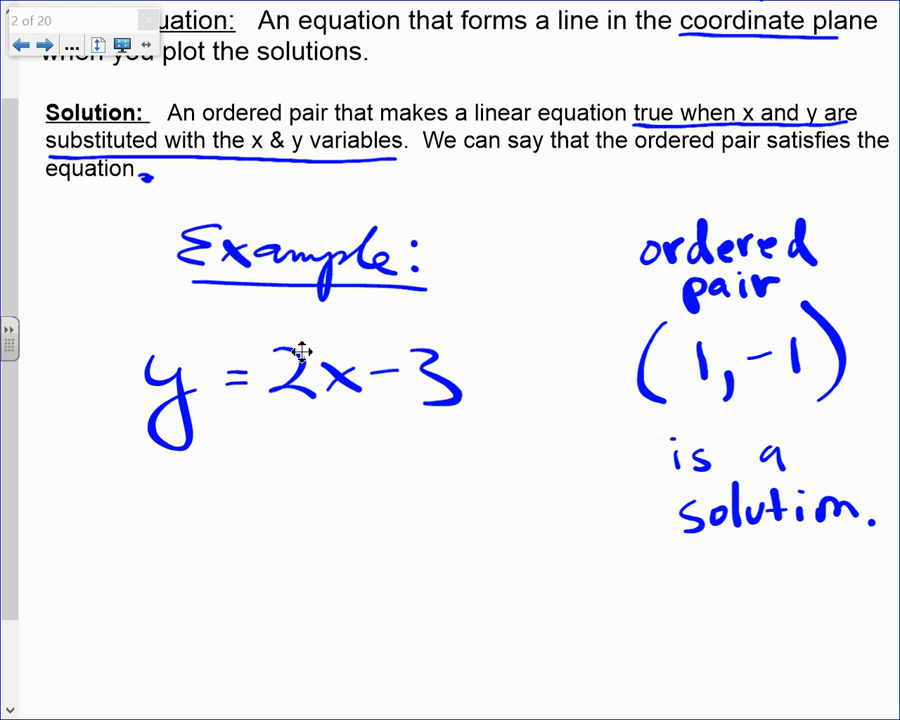 2 of 20
uation: An equation that forms a line in the coordinate plane
when you plot the solutions.
Solution: An ordered pair that makes a linear equation true when x and y are
substituted with the x & y variables. We can say that the ordered pair satisfies the
equation.
Example:
y = 2x - 3
ordered
pair
(1, -1)
is a
solution.